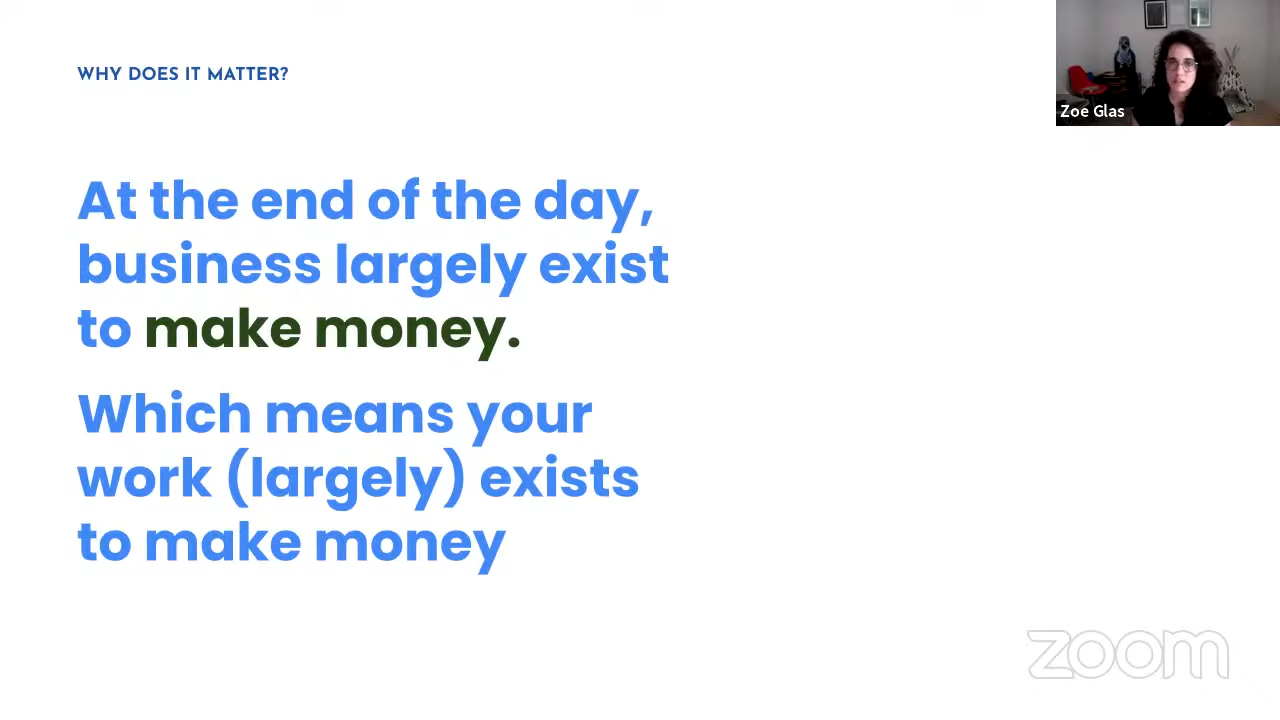 WHY DOES IT MATTER?
Zoe Glas
At the end of the day,
business largely exist
to make money.
Which means your
work (largely) exists
to make money
zoom